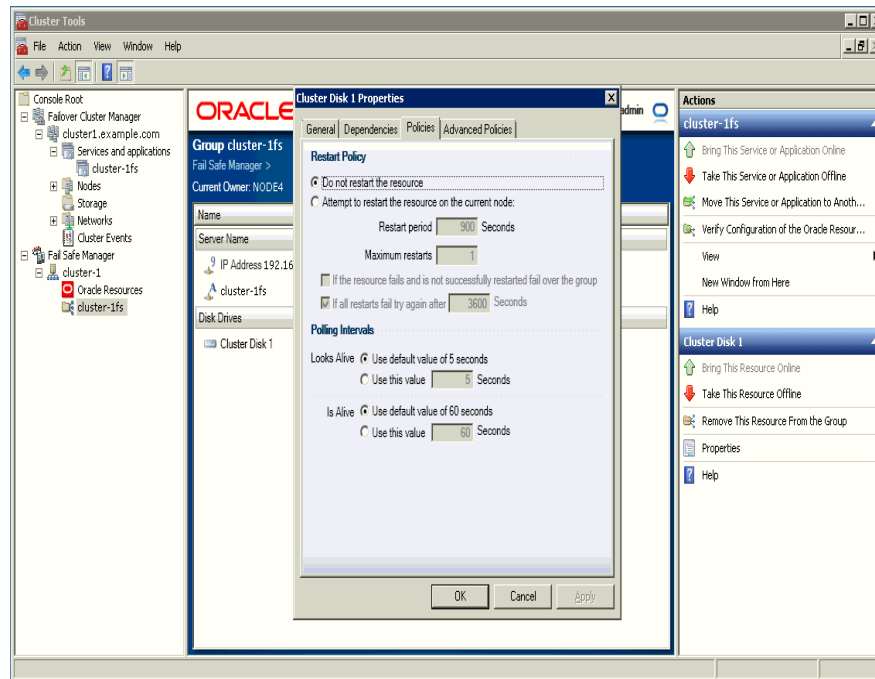 Cluster Tools
File Action View Window Help
Console Root
Failover Cluster Manager
cluster1.example.com
Services and applications
cluster-1fs
Nodes
Storage
Networks
Cluster Events
Fail Safe Manager
cluster-1
Oracle Resources
cluster-1fs
ORACLE
Group cluster-1fs
Fail Safe Manager >
Current Owner: NODE4
Name
Server Name
IP Address 192.16
cluster-1fs
Disk Drives
Cluster Disk 1
Cluster Disk 1 Properties
General Dependencies Policies Advanced Policies
Restart Policy
Do not restart the resource
Attempt to restart the resource on the current node:
Restart period 900 Seconds
Maximum restarts 1
If the resource fails and is not successfully restarted fail over the group
If all restarts fail try again after 3600 Seconds
Polling Intervals
Looks Alive Use default value of 5 seconds
Use this value 5 Seconds
Is Alive Use default value of 60 seconds
Use this value 60 Seconds
OK Cancel Apply
admin
Actions
cluster-1fs
Bring This Service or Application Online
Take This Service or Application Offline
Move This Service or Application to Anoth...
Verify Configuration of the Oracle Resour...
View
New Window from Here
Help
Cluster Disk 1
Bring This Resource Online
Take This Resource Offline
Remove This Resource From the Group
Properties
Help